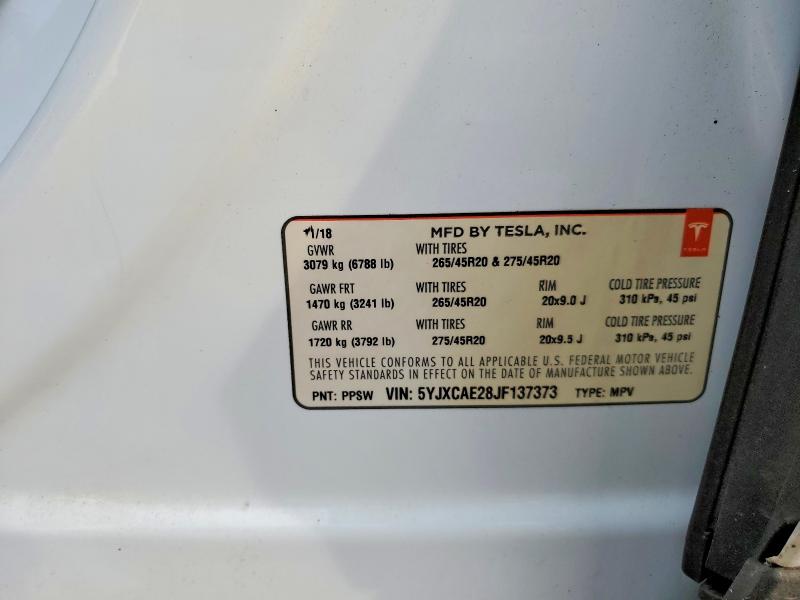 /18 MFD BY TESLA, INC.
GVWR WITH TIRES
3079 kg (6788 lb) 265/45R20 & 275/45R20
GAWR FRT WITH TIRES RIM COLD TIRE PRESSURE
1470 kg (3241 lb) 265/45R20 20x9.0 J 310 kPa, 45 psi
GAWR RR WITH TIRES RIM COLD TIRE PRESSURE
1720 kg (3792 lb) 275/45R20 20x9.5 J 310 kPa, 45 psi
THIS VEHICLE CONFORMS TO ALL APPLICABLE U.S. FEDERAL MOTOR VEHICLE
SAFETY STANDARDS IN EFFECT ON THE DATE OF MANUFACTURE SHOWN ABOVE.
PNT: PPSW VIN: 5YJXCAE28JF137373 TYPE: MPV
TESLA